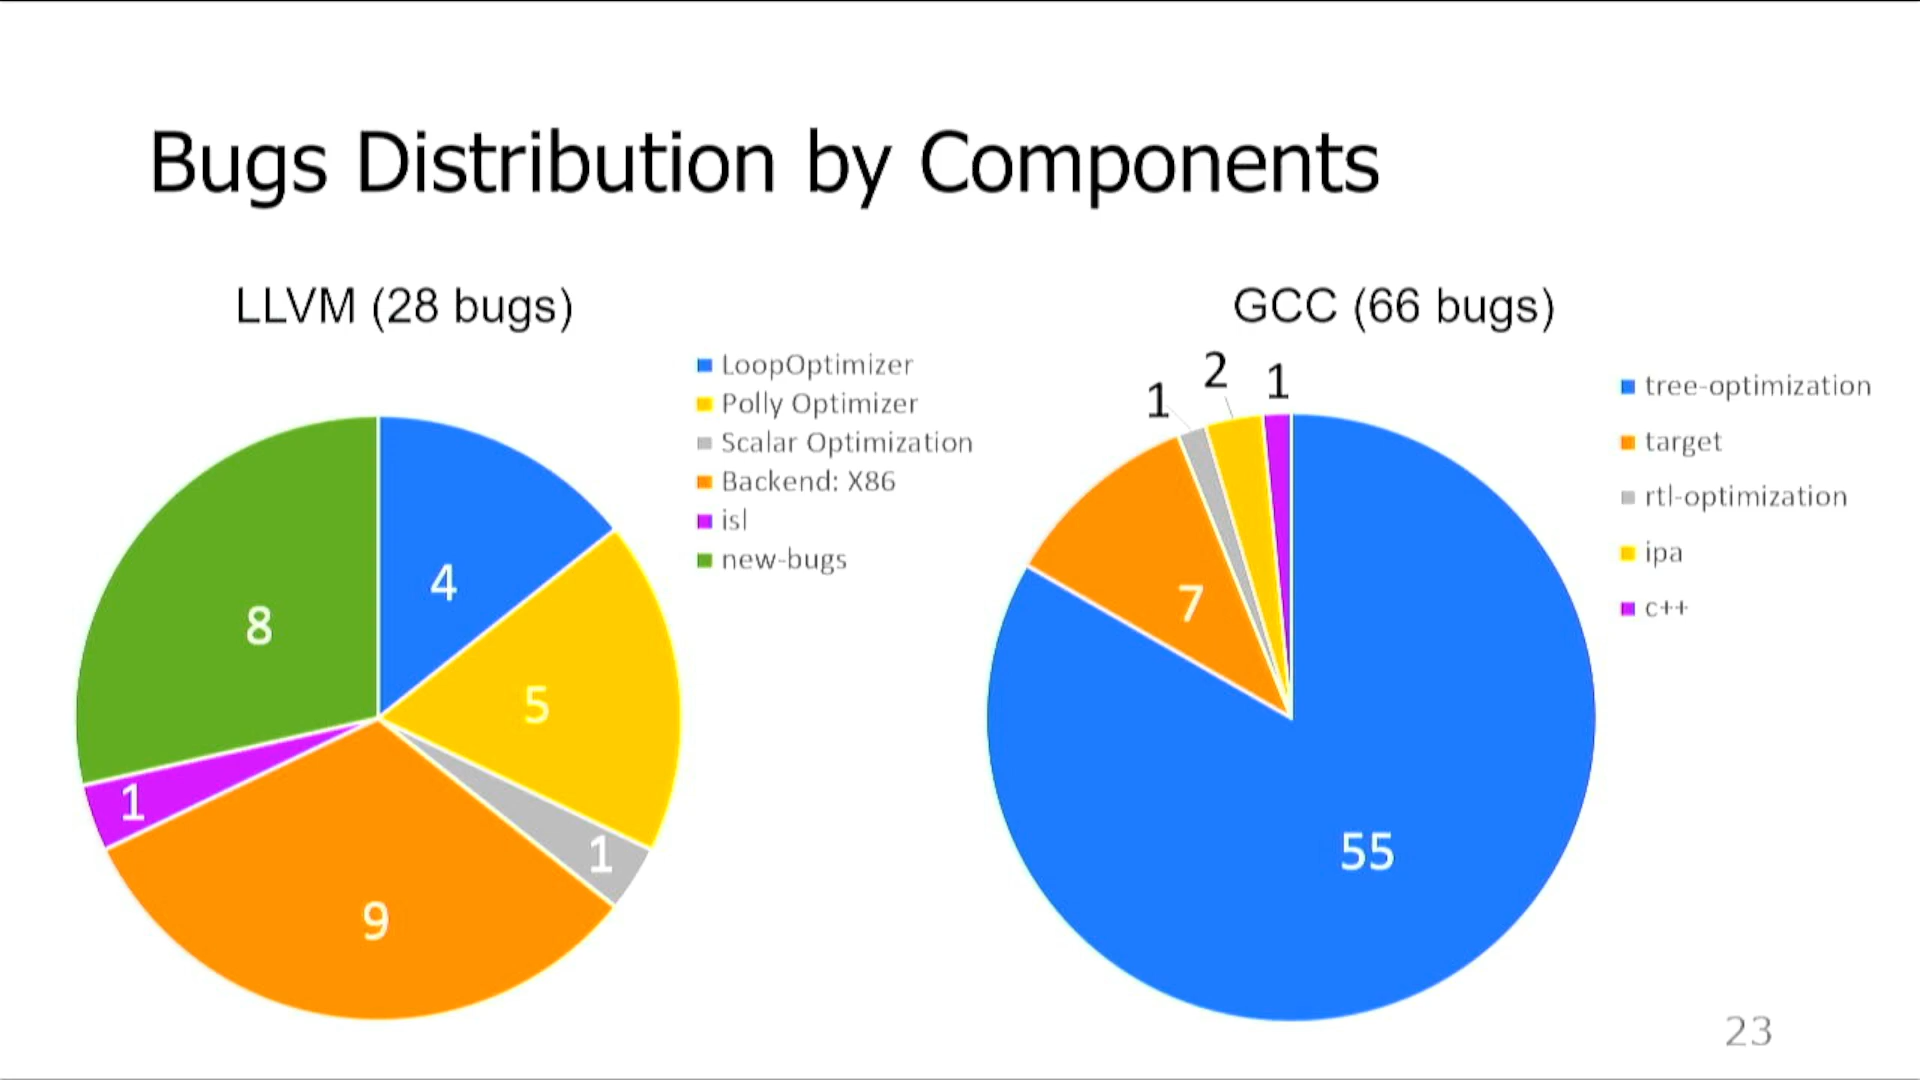 Bugs Distribution by Components
LLVM (28 bugs)
LoopOptimizer
Polly Optimizer
Scalar Optimization
Backend: X86
isl
new-bugs
4
5
1
9
1
8
GCC (66 bugs)
1
2
1
7
55
tree-optimization
target
rtl-optimization
ipa
c++
23